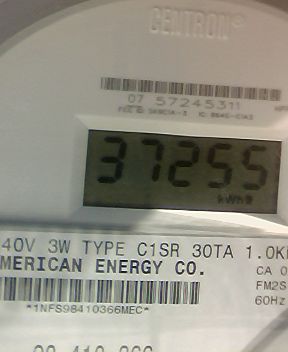 CENTRON®
07 57245311
37255
kWh
40V 3W TYPE C1SR 30TA 1.0K
MERICAN ENERGY CO.
CA 0
FM2S
60Hz
*1NFS98410366MEC*